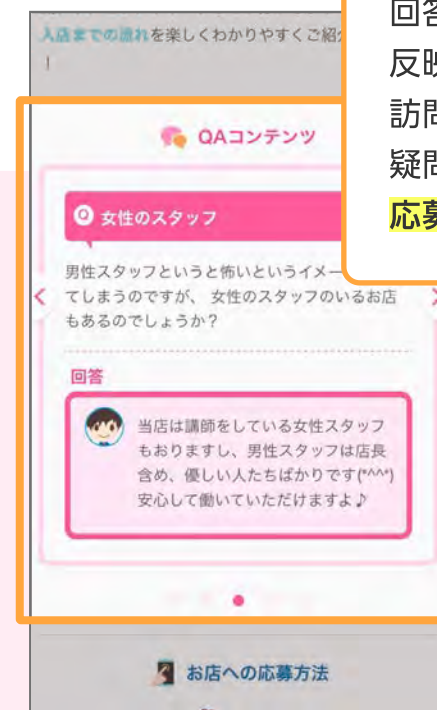 入店までの流れを楽しくわかりやすくご紹
！
回答
反映
訪問
疑問
応募
QAコンテンツ
Q 女性のスタッフ
男性スタッフというと怖いというイメー
てしまうのですが、 女性のスタッフのいるお店
もあるのでしょうか？
回答
当店は講師をしている女性スタッフ
もおりますし、男性スタッフは店長
含め、優しい人たちばかりです(*^^*)
安心して働いていただけますよ♪
お店への応募方法